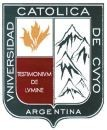 VNIVERSIDAD CATOLICA DE CVYO
TESTIMONIVM
DE
LVMINE
ARGENTINA